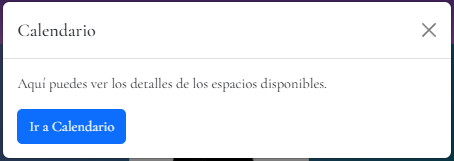 Calendario
Aquí puedes ver los detalles de los espacios disponibles.
Ir a Calendario